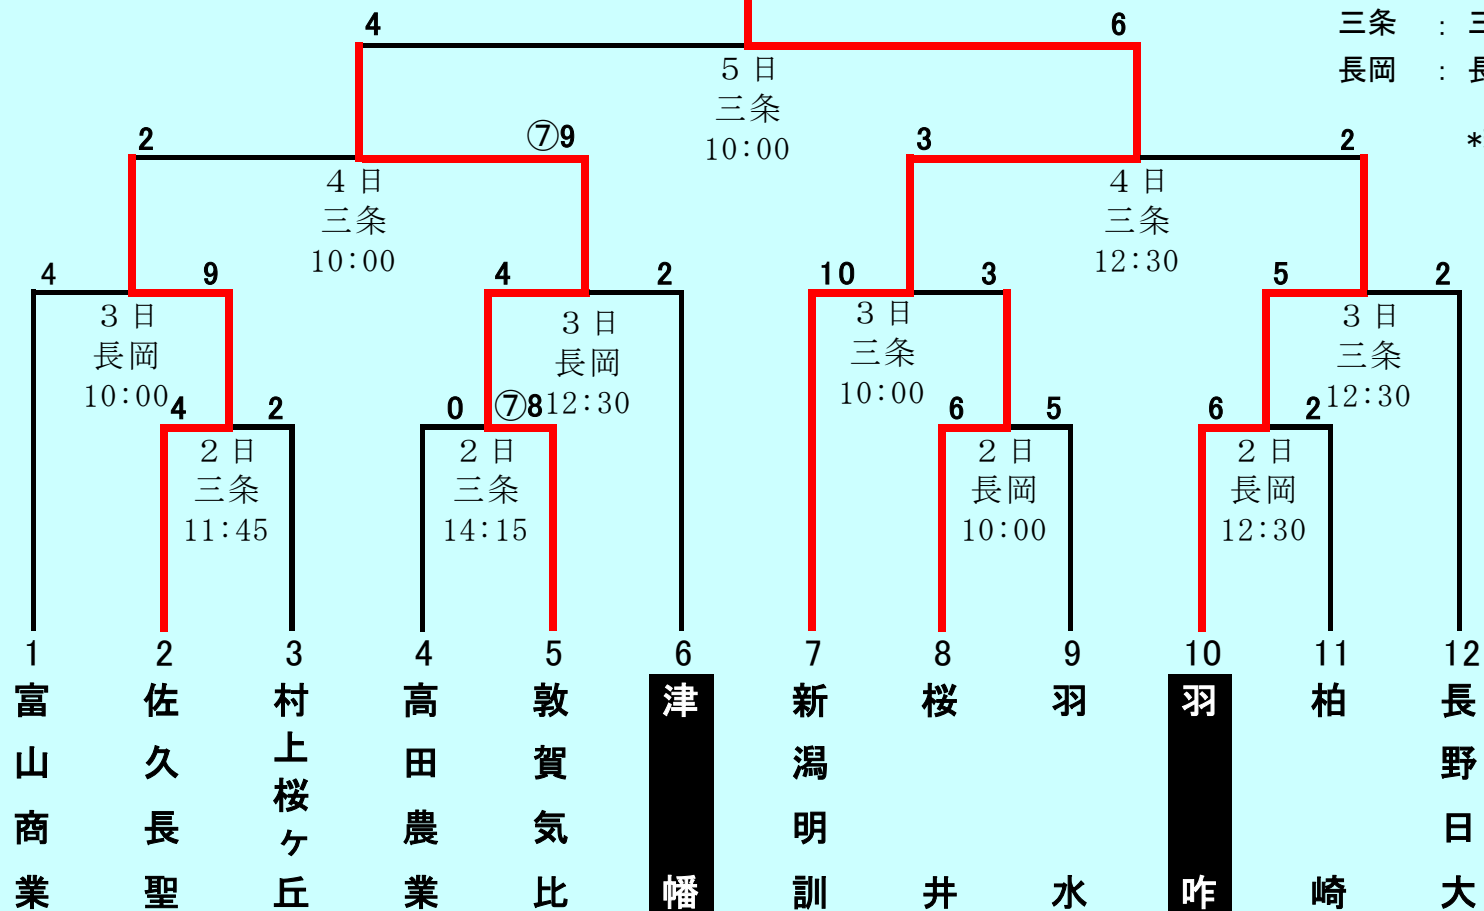 4 6 三条 : 三
5日
三条
10:00
長岡 : 長
*
2 ⑦9 3 2
4日
三条
10:00
4日
三条
12:30
4 9 4 2 10 3 5 2
3日
長岡
10:00
3日
長岡
12:30
3日
三条
10:00
3日
三条
12:30
4 2 0 ⑦8 6 5 6 2
2日
三条
11:45
2日
三条
14:15
2日
長岡
10:00
2日
長岡
12:30
1 2 3 4 5 6 7 8 9 10 11 12
富山商業
佐久長聖
村上桜ヶ丘
高田農業
敦賀気比
津幡
新潟明訓
桜井
羽水
羽咋
柏崎
長野日大